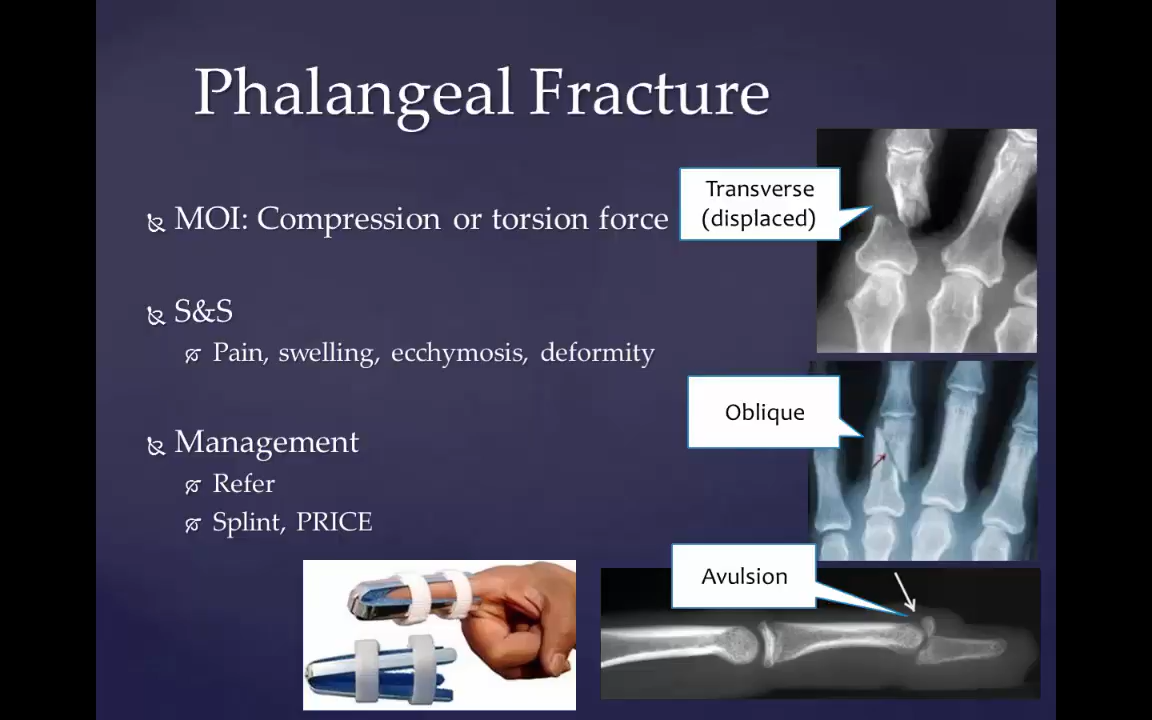 Phalangeal Fracture
MOI: Compression or torsion force
S&S
Pain, swelling, ecchymosis, deformity
Management
Refer
Splint, PRICE
Transverse
(displaced)
Oblique
Avulsion